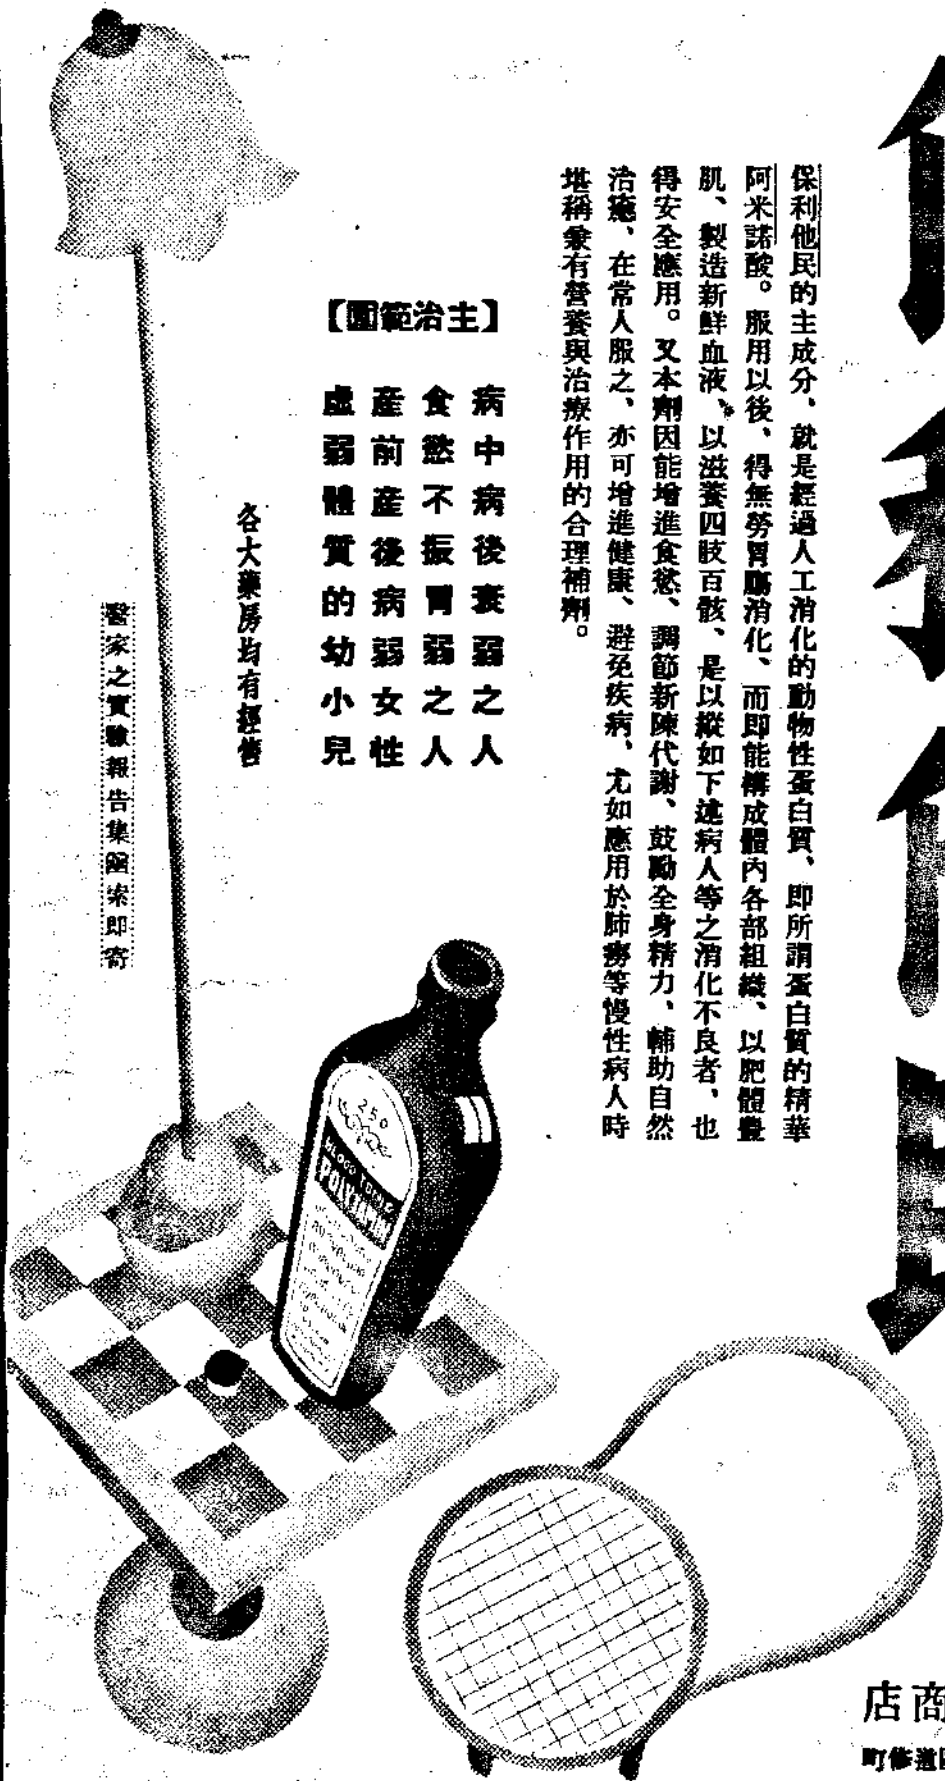 保利他民的主成分、就是經過人工消化的動物性蛋白質、即所謂蛋白質的精華
阿米諾酸。服用以後、得無勞胃腸消化、而即能構成體內各部組織、以肥體豐
肌、製造新鮮血液、以滋養四肢百骸、是以縱如下述病人等之消化不良者，也
得安全應用。又本劑因能增進食慾、調節新陳代謝、鼓勵全身精力、輔助自然
治癒、在常人服之、亦可增進健康、避免疾病、尤如應用於肺癆等慢性病人時
堪稱兼有營養與治療作用的合理補劑。
【主治範圍】
病中病後衰弱之人
食慾不振胃弱之人
產前產後病弱女性
虛弱體質的幼小兒
各大藥房均有經售
醫家之實驗報告集函索即寄
250
POLYTAMIN
商店
修町